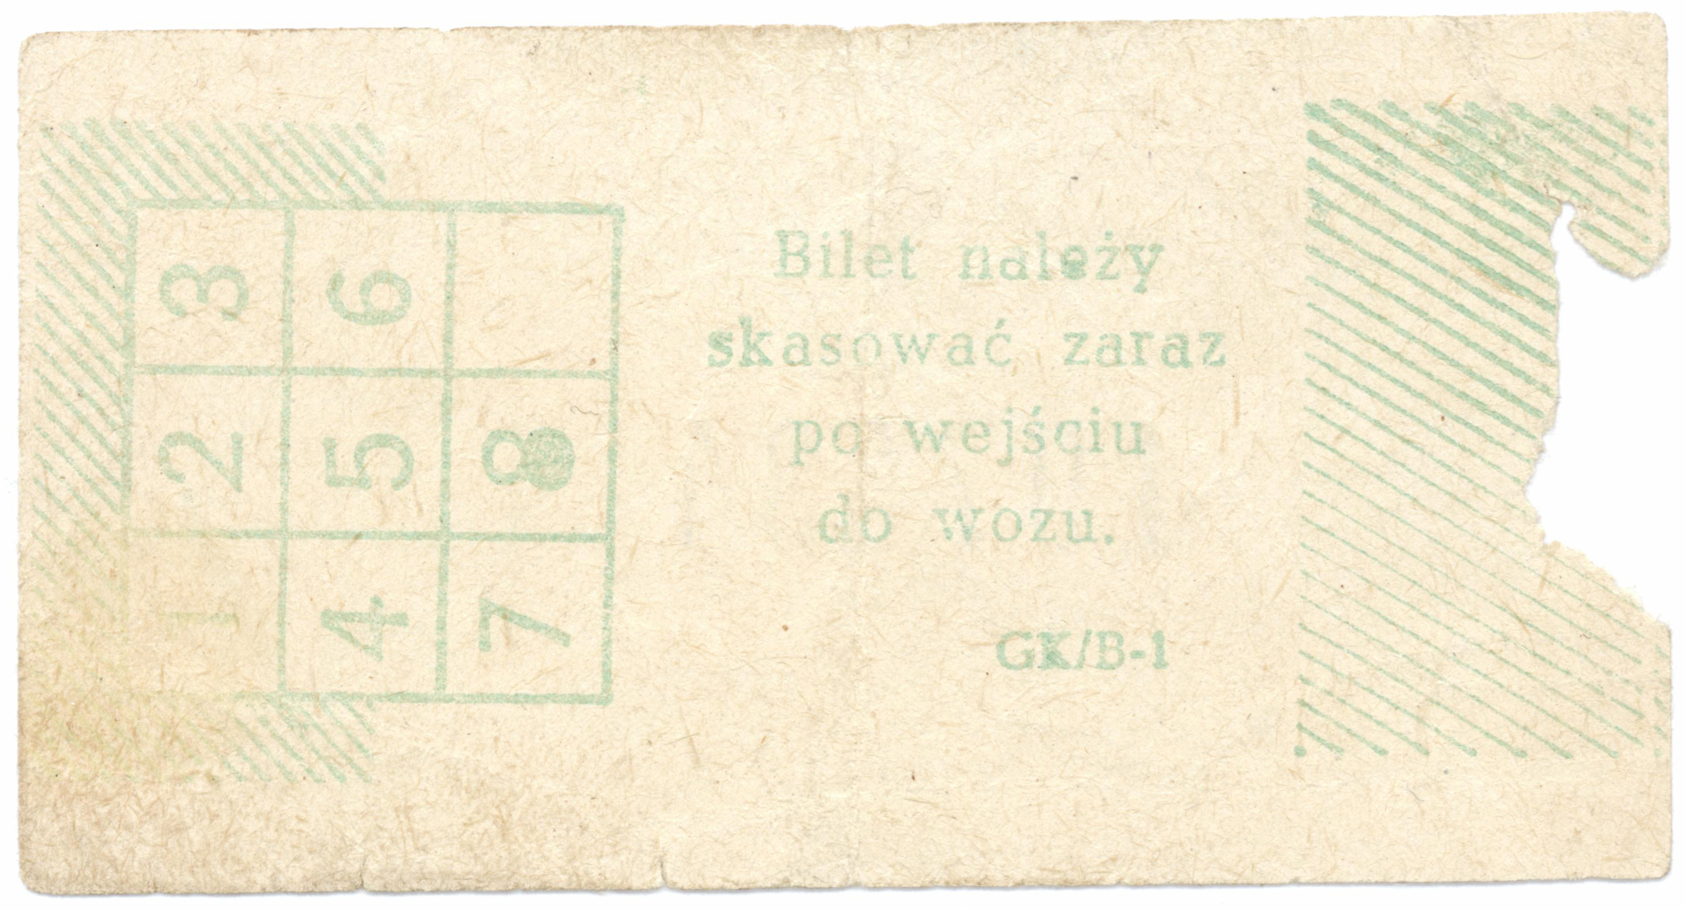 3 6
2 5 8
1 4 7
Bilet należy
skasować zaraz
po wejściu
do wozu.
GK/B-1